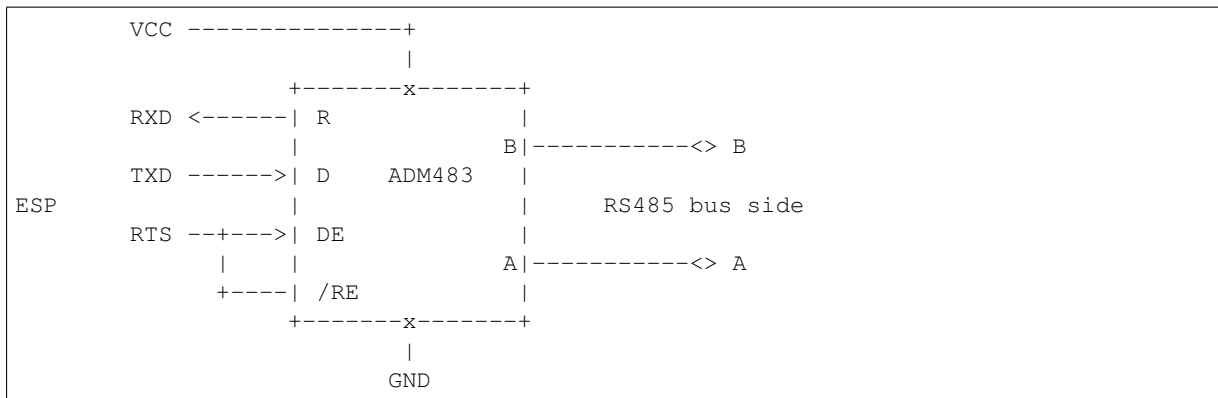 VCC ---------------+
|
+-------x-------+
RXD <------| R |
| B|-----------<> B
TXD ------>| D ADM483 |
ESP | | RS485 bus side
RTS --+--->| DE |
| | A|-----------<> A
+----| /RE |
+-------x-------+
|
GND